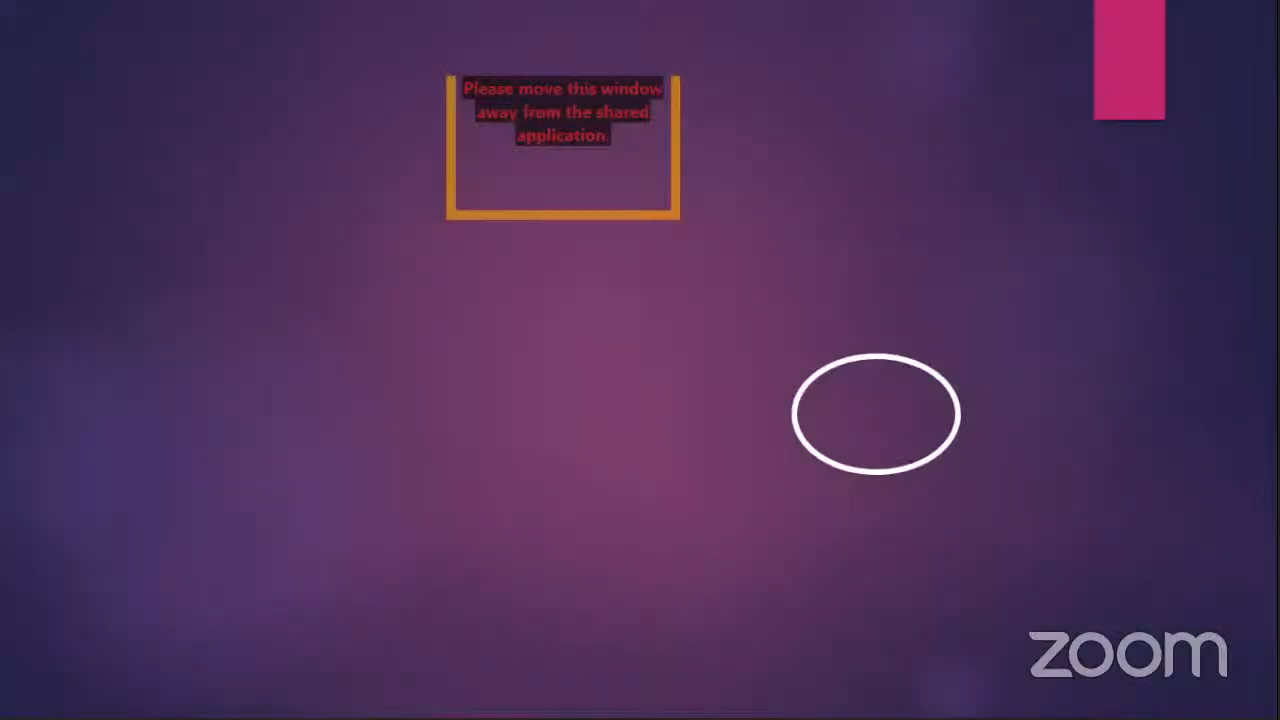 Please move this window
away from the shared
application.
zoom